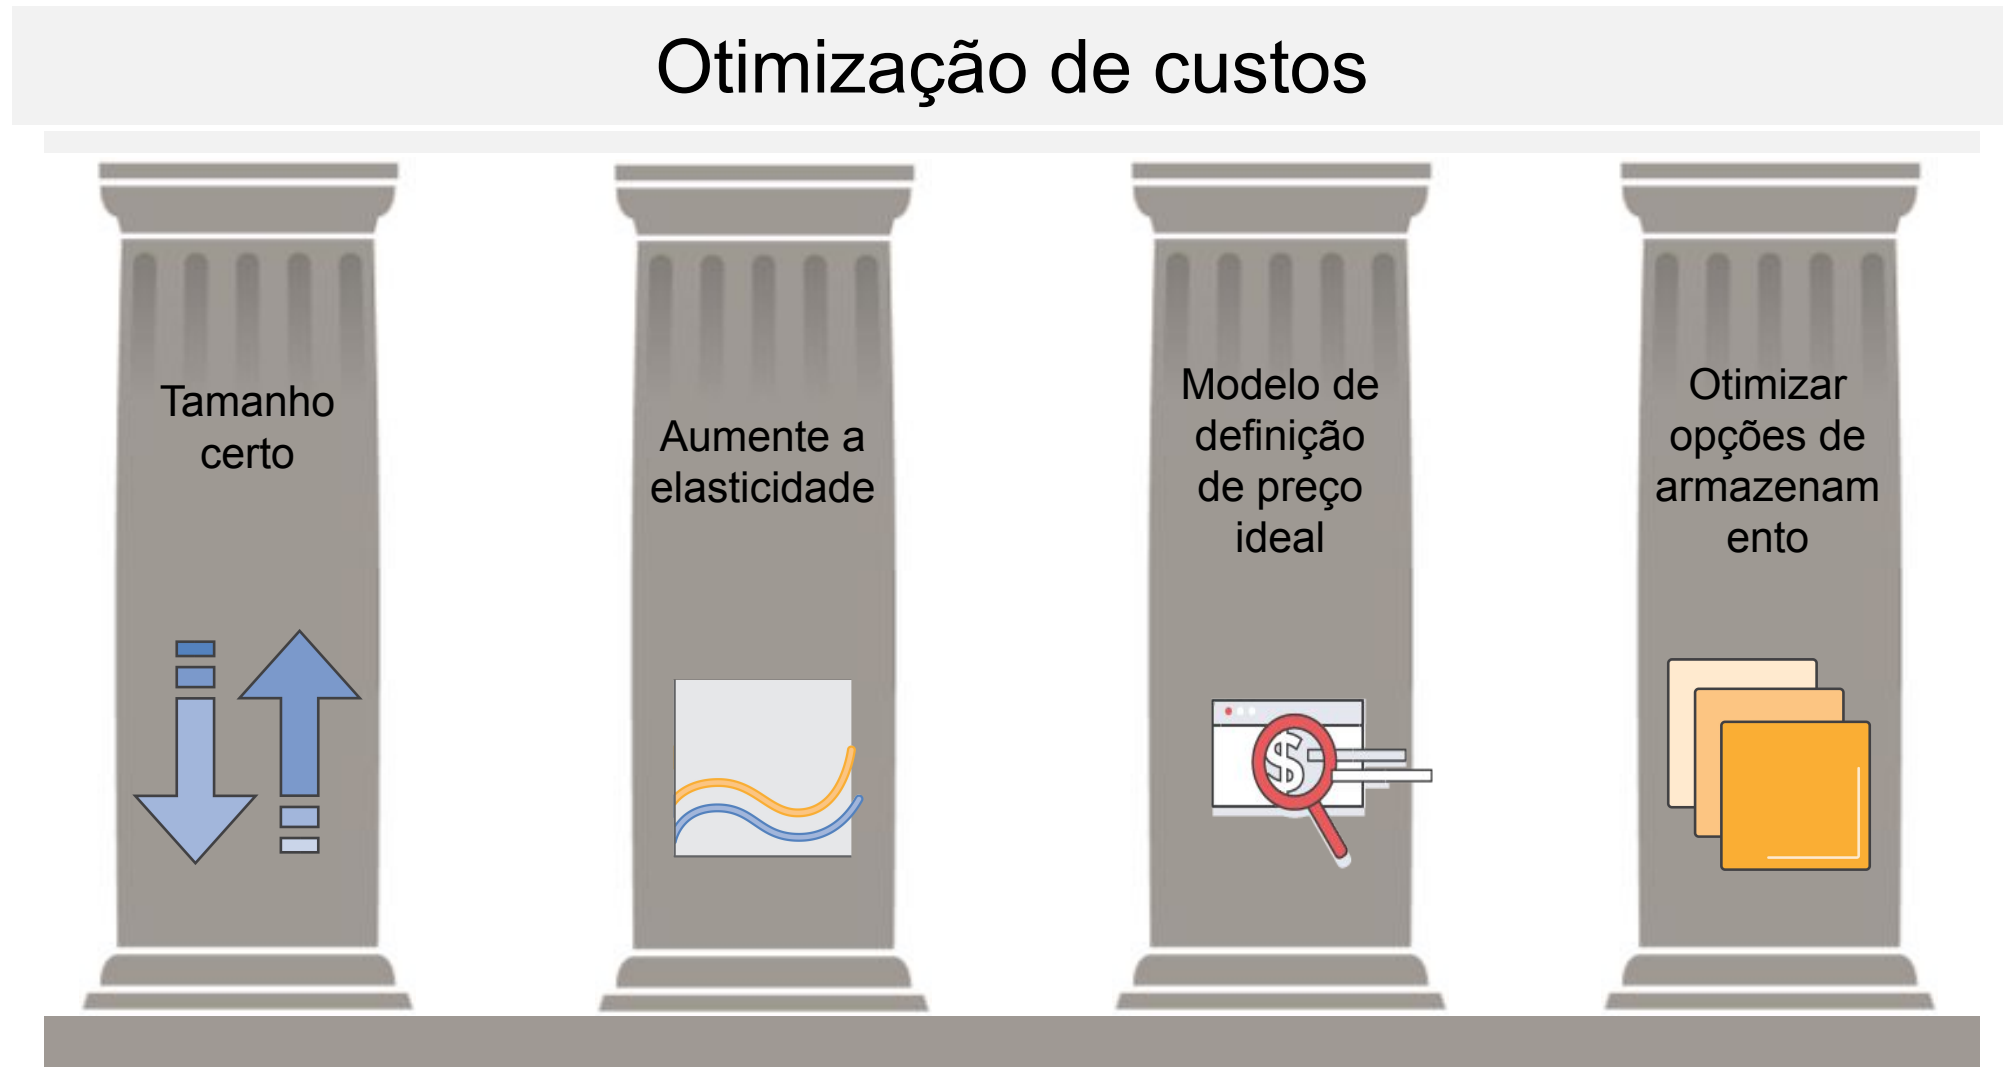 Otimização de custos
Tamanho
certo
Aumente a
elasticidade
Modelo de
definição
de preço
ideal
$
Otimizar
opções de
armazenam
ento